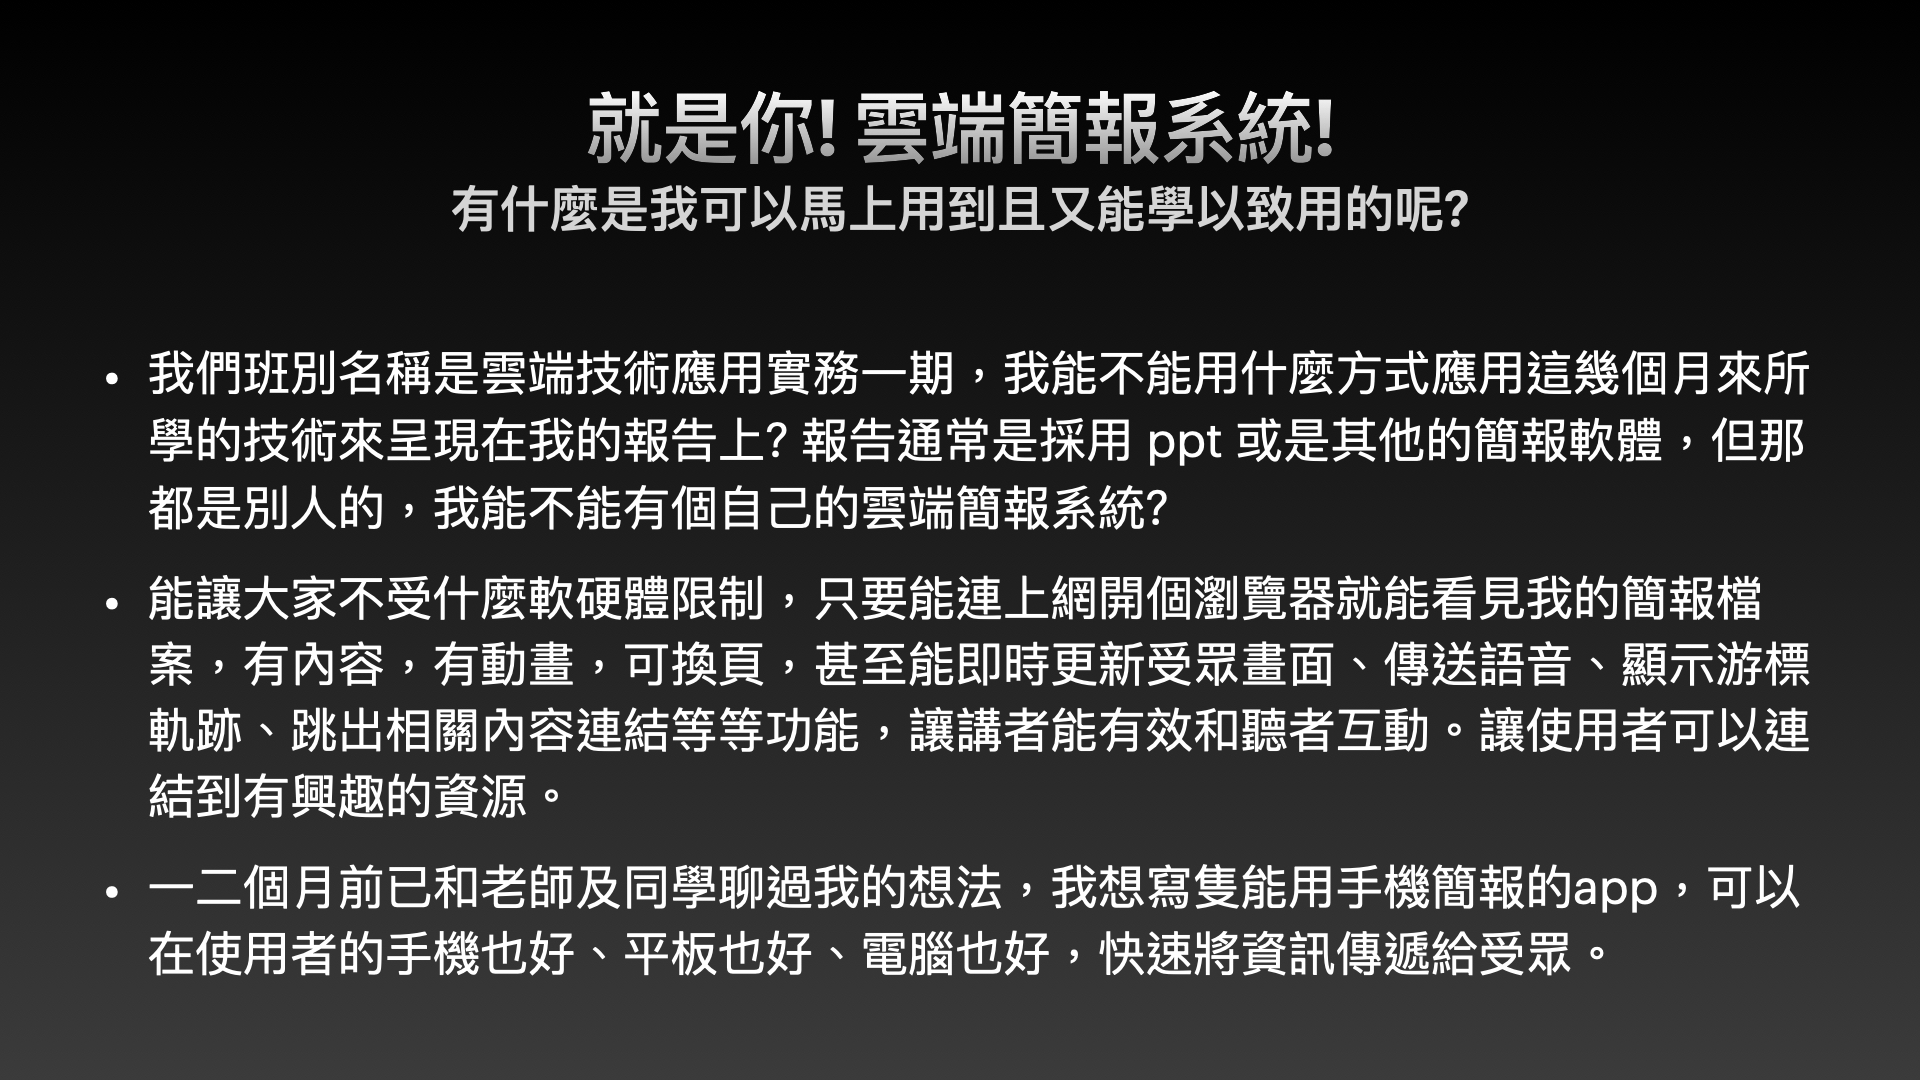 就是你! 雲端簡報系統!
有什麼是我可以馬上用到且又能學以致用的呢?
• 我們班別名稱是雲端技術應用實務一期，我能不能用什麼方式應用這幾個月來所
學的技術來呈現在我的報告上? 報告通常是採用 ppt 或是其他的簡報軟體，但那
都是別人的，我能不能有個自己的雲端簡報系統?
• 能讓大家不受什麼軟硬體限制，只要能連上網開個瀏覽器就能看見我的簡報檔
案，有內容，有動畫，可換頁，甚至能即時更新受眾畫面、傳送語音、顯示游標
軌跡、跳出相關內容連結等等功能，讓講者能有效和聽者互動。讓使用者可以連
結到有興趣的資源。
• 一二個月前已和老師及同學聊過我的想法，我想寫隻能用手機簡報的app，可以
在使用者的手機也好、平板也好、電腦也好，快速將資訊傳遞給受眾。